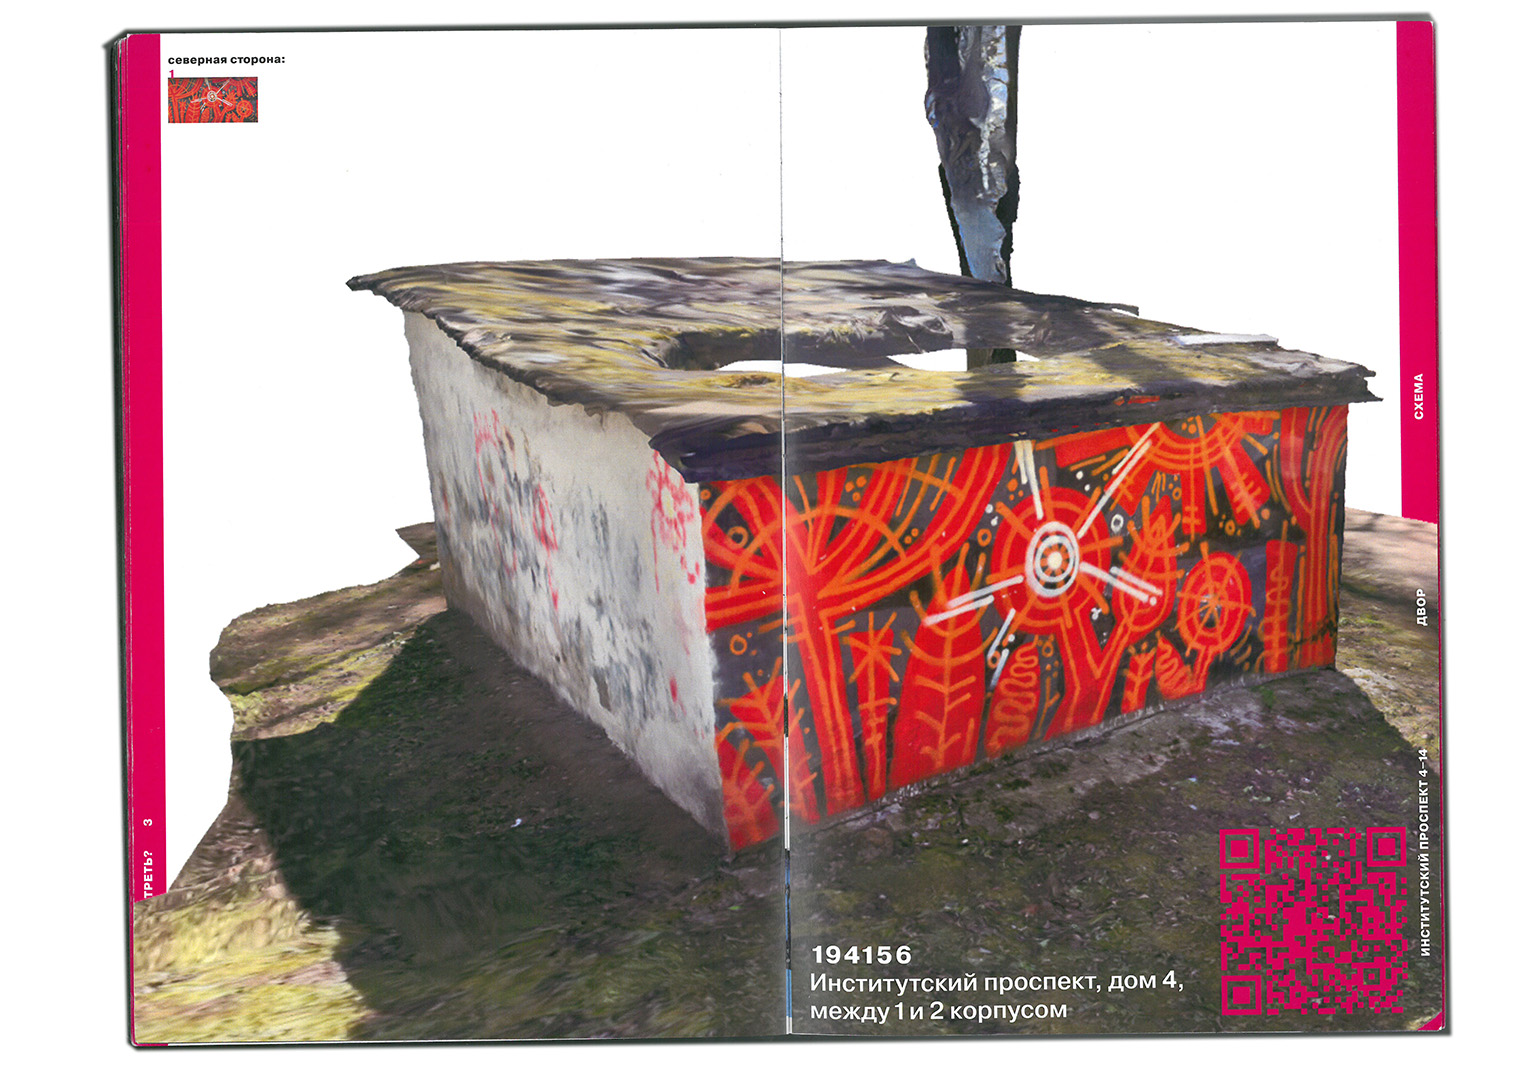 северная сторона:
1
ТРЕТЬ? 3
СХЕМА
ДВОР
ИНСТИТУТСКИЙ ПРОСПЕКТ 4–14
194156
Институтский проспект, дом 4,
между 1 и 2 корпусом